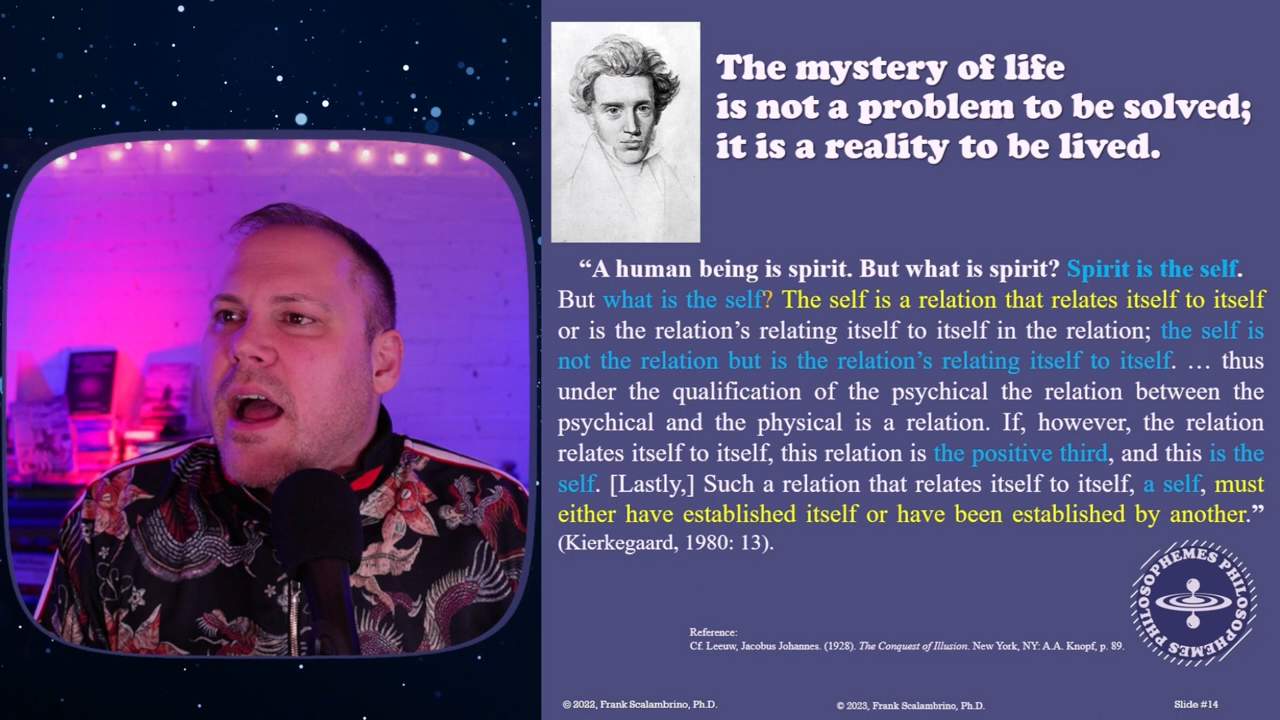 The mystery of life
is not a problem to be solved;
it is a reality to be lived.
“A human being is spirit. But what is spirit? Spirit is the self.
But what is the self? The self is a relation that relates itself to itself
or is the relation’s relating itself to itself in the relation; the self is
not the relation but is the relation’s relating itself to itself. … thus
under the qualification of the psychical the relation between the
psychical and the physical is a relation. If, however, the relation
relates itself to itself, this relation is the positive third, and this is the
self. [Lastly,] Such a relation that relates itself to itself, a self, must
either have established itself or have been established by another.”
(Kierkegaard, 1980: 13).
PHILOSOPHEMES PHILOSOPHEMES
Reference:
Cf. Leeuw, Jacobus Johannes. (1928). The Conquest of Illusion. New York, NY: A.A. Knopf, p. 89.
© 2022, Frank Scalambrino, Ph.D.
© 2023, Frank Scalambrino, Ph.D.
Slide #14